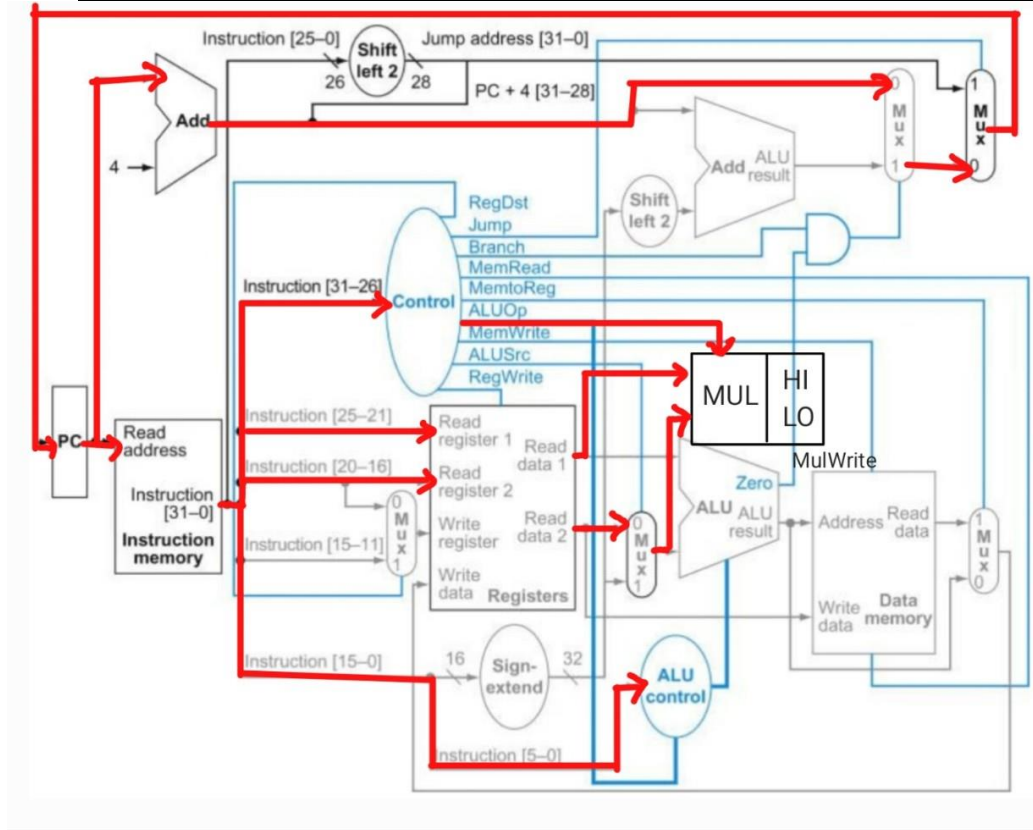 Instruction [25–0]
Shift
left 2
Jump address [31–0]
26
28
PC + 4 [31–28]
Add
4
0
M
u
x
1
1
M
u
x
0
Add
ALU
result
Shift
left 2
RegDst
Jump
Branch
MemRead
MemtoReg
ALUOp
MemWrite
ALUSrc
RegWrite
Instruction [31–26]
Control
MUL
HI
LO
MulWrite
PC
Read
address
Instruction
[31–0]
Instruction
memory
Instruction [25–21]
Instruction [20–16]
Instruction [15–11]
0
M
u
x
1
Read
register 1
Read
register 2
Write
register
Write
data
Read
data 1
Read
data 2
Registers
0
M
u
x
1
Zero
ALU
ALU
result
Address
Read
data
Write
data
Data
memory
1
M
u
x
0
Instruction [15–0]
16
Sign-
extend
32
ALU
control
Instruction [5–0]